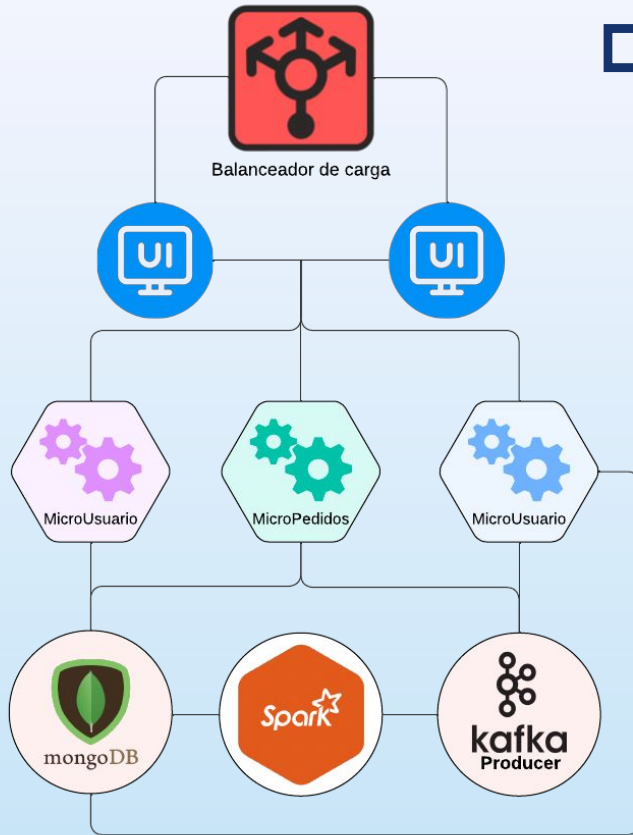 Balanceador de carga
UI
UI
MicroUsuario
MicroPedidos
MicroUsuario
mongoDB
Spark
kafka
Producer